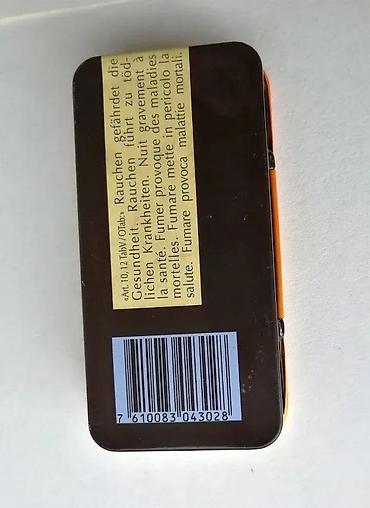 «Art. 10, 12 TabV / OTab:» Rauchen gefährdet die
Gesundheit. Rauchen führt zu töd-
lichen Krankheiten. Nuit gravement à
la santé. Fumer provoque des maladies
mortelles. Fumare mette in pericolo la
salute. Fumare provoca malattie mortali.
7 610083 043028